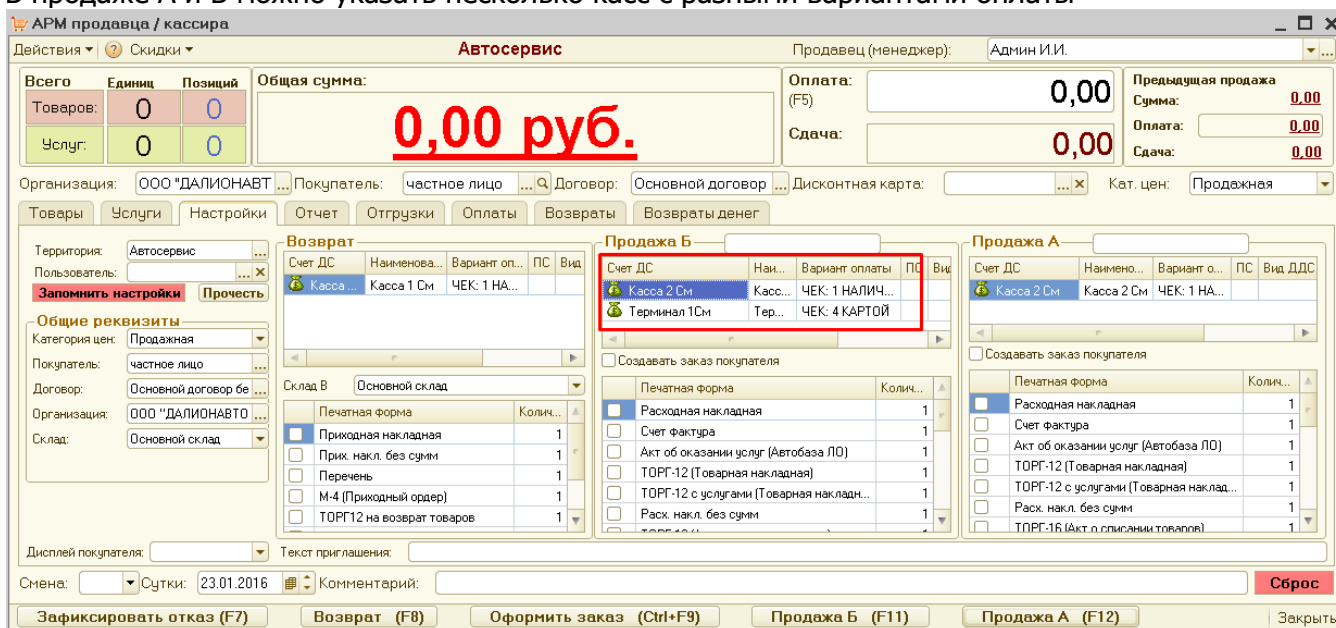 В продаже А и Б можно указать несколько касс с разными вариантами оплаты
АРМ продавца / кассира
Действия Скидки Автосервис Продавец (менеджер): Админ И.И.
Всего Единиц Позиций Общая сумма: Оплата: 0,00 Предыдущая продажа
(F5) Сумма: 0,00
Товаров: 0 0 0,00 руб. Оплата: 0,00
Услуг: 0 0 Сдача: 0,00 Сдача: 0,00
Организация: ООО "ДАЛИОНАВТ ... Покупатель: частное лицо ... Договор: Основной договор ... Дисконтная карта: ... x Кат. цен: Продажная
Товары Услуги Настройки Отчет Отгрузки Оплаты Возвраты Возвраты денег
Территория: Автосервис ...
Пользователь: ... x
Запомнить настройки Прочесть
Общие реквизиты
Категория цен: Продажная
Покупатель: частное лицо ...
Договор: Основной договор бе ...
Организация: ООО "ДАЛИОНАВТО ...
Склад: Основной склад
Возврат
Счет ДС Наименова... Вариант оп... ПС Вид
Касса ... Касса 1 См ЧЕК: 1 НА...
Склад В Основной склад
Печатная форма Колич...
Приходная накладная 1
Прих. накл. без сумм 1
Перечень 1
М-4 (Приходный ордер) 1
ТОРГ12 на возврат товаров 1
Продажа Б
Счет ДС Наи... Вариант оплаты ПС Вид
Касса 2 См Касс... ЧЕК: 1 НАЛИЧ...
Терминал 1См Тер... ЧЕК: 4 КАРТОЙ
Создавать заказ покупателя
Печатная форма Колич...
Расходная накладная 1
Счет фактура 1
Акт об оказании услуг (Автобаза ЛО) 1
ТОРГ-12 (Товарная накладная) 1
ТОРГ-12 с услугами (Товарная накладн... 1
Расх. накл. без сумм 1
Продажа А
Счет ДС Наимено... Вариант о... ПС Вид ДДС
Касса 2 См Касса 2 См ЧЕК: 1 НА...
Создавать заказ покупателя
Печатная форма Колич...
Расходная накладная 1
Счет фактура 1
Акт об оказании услуг (Автобаза ЛО) 1
ТОРГ-12 (Товарная накладная) 1
ТОРГ-12 с услугами (Товарная наклад... 1
Расх. накл. без сумм 1
ТОРГ-16 (Акт о списании товаров) 1
Дисплей покупателя: Текст приглашения:
Смена: Сутки: 23.01.2016 Комментарий: Сброс
Зафиксировать отказ (F7) Возврат (F8) Оформить заказ (Ctrl+F9) Продажа Б (F11) Продажа А (F12) Закрыть